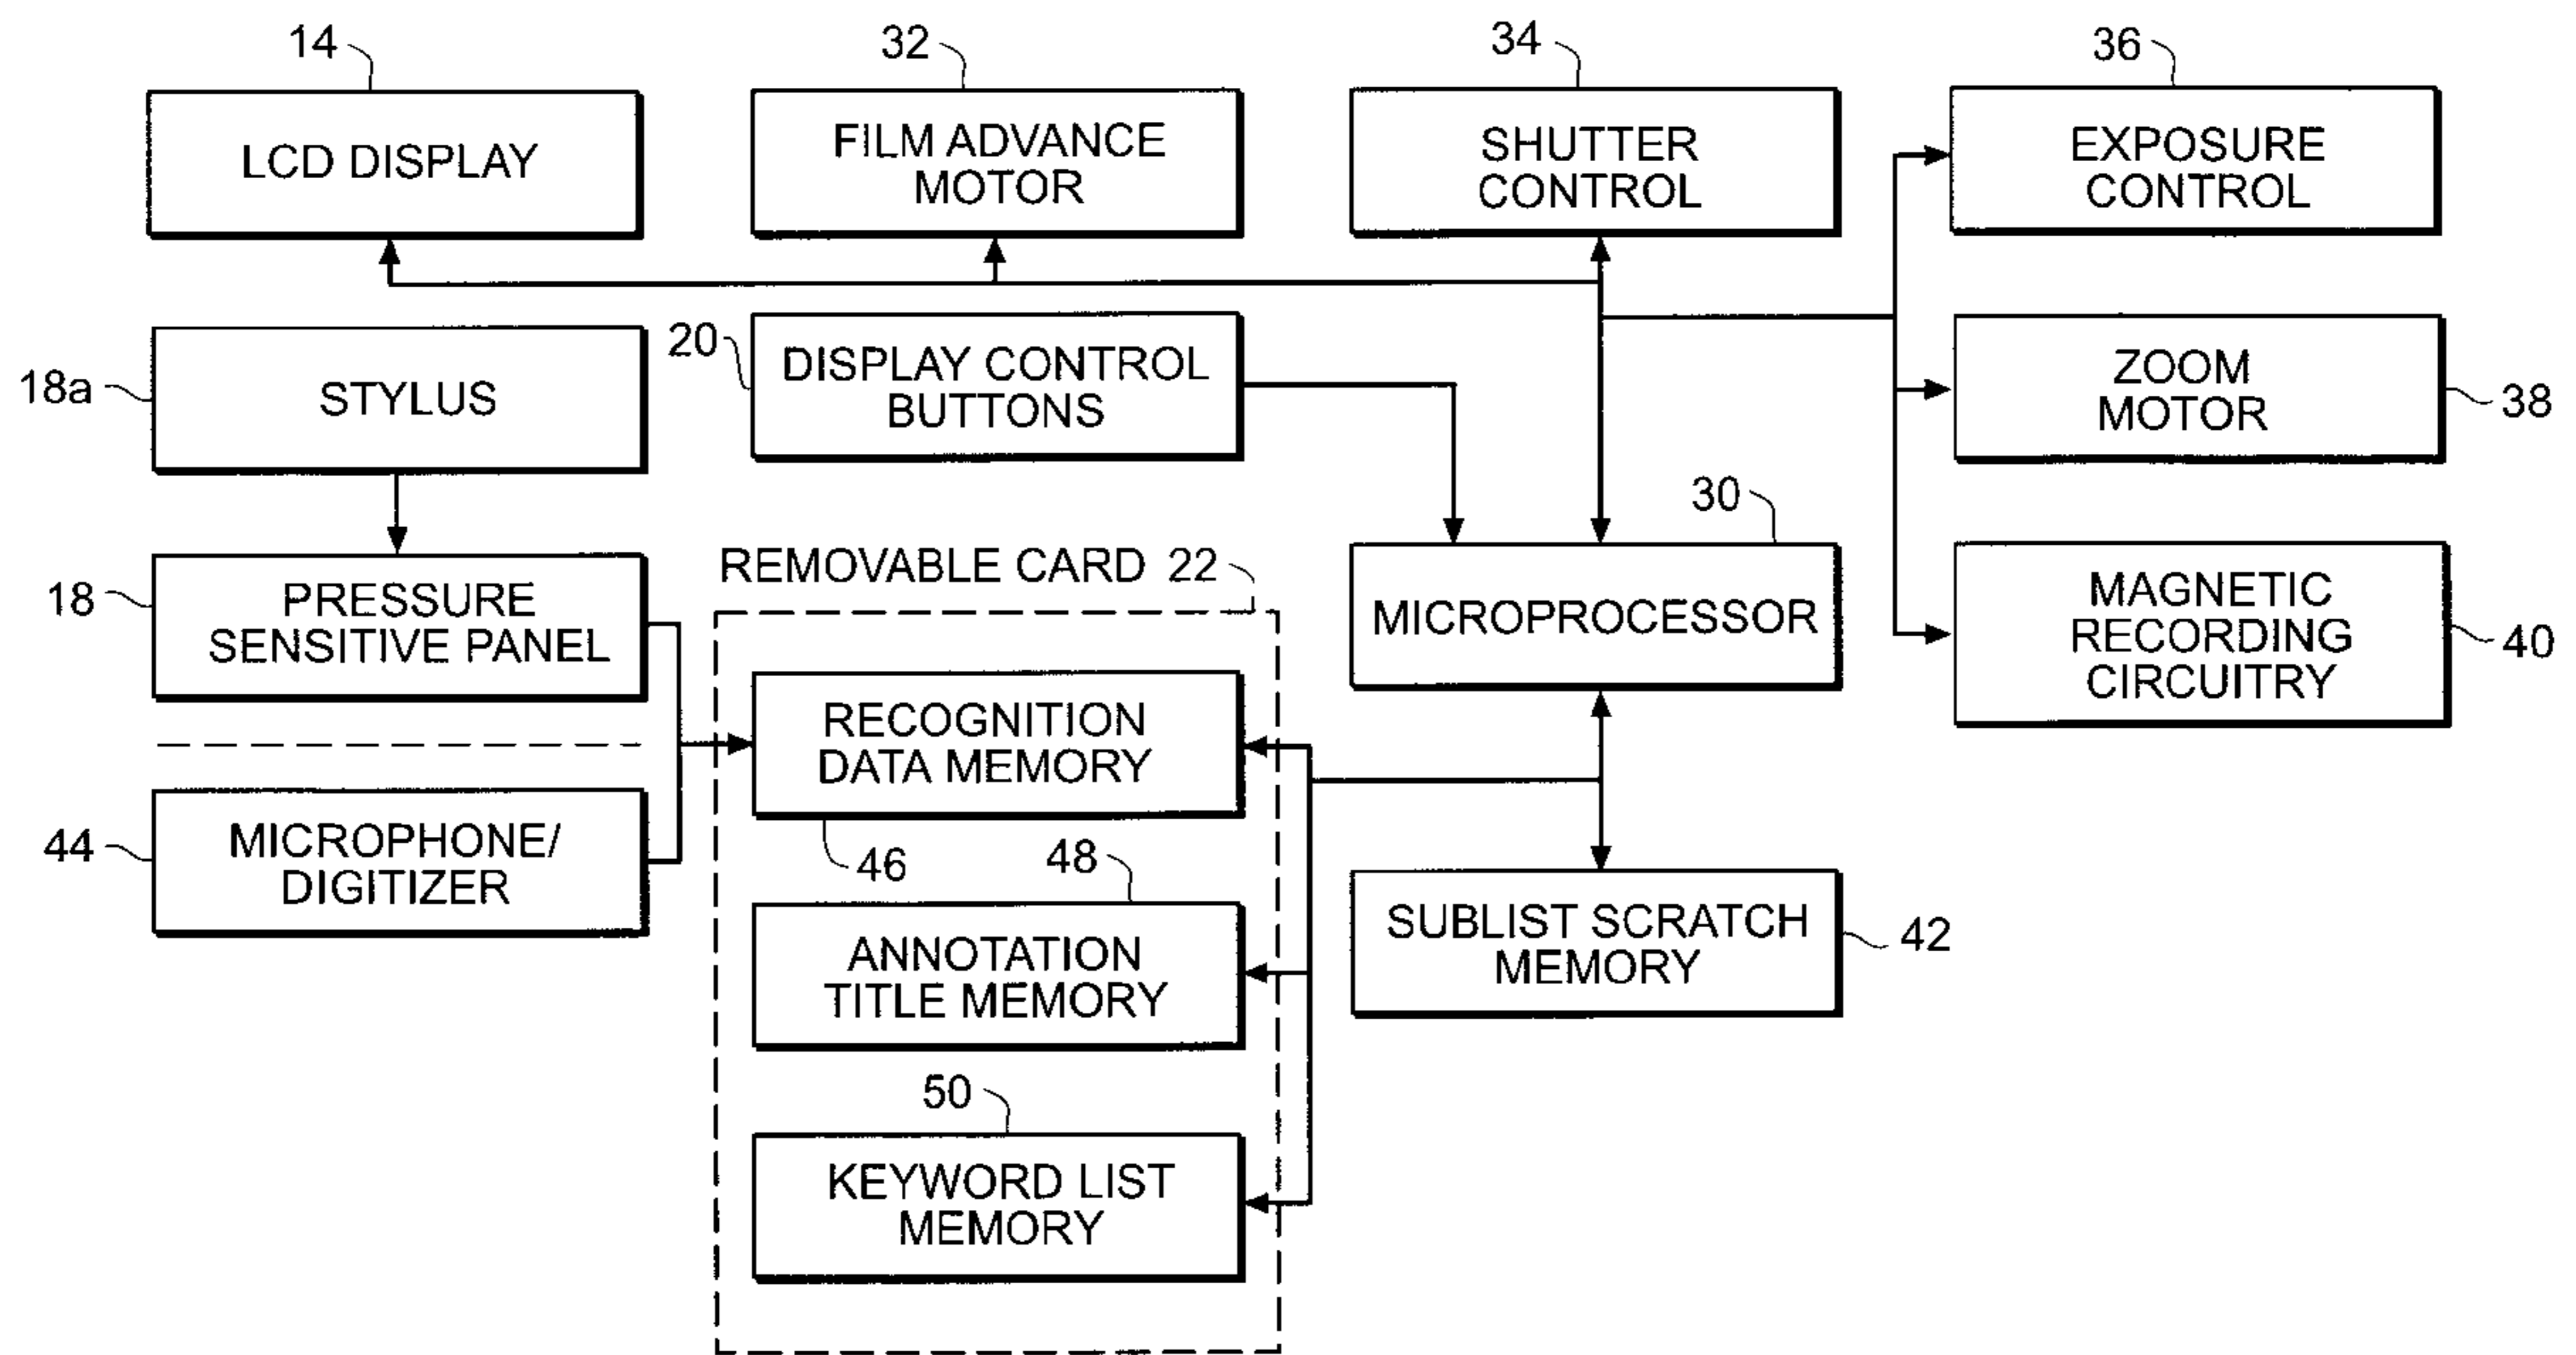 14
32
34
36
LCD DISPLAY
FILM ADVANCE
MOTOR
SHUTTER
CONTROL
EXPOSURE
CONTROL
18a
STYLUS
20
DISPLAY CONTROL
BUTTONS
ZOOM
MOTOR
38
30
18
PRESSURE
SENSITIVE PANEL
REMOVABLE CARD 22
MICROPROCESSOR
MAGNETIC
RECORDING
CIRCUITRY
40
RECOGNITION
DATA MEMORY
46
44
MICROPHONE/
DIGITIZER
48
ANNOTATION
TITLE MEMORY
SUBLIST SCRATCH
MEMORY
42
50
KEYWORD LIST
MEMORY